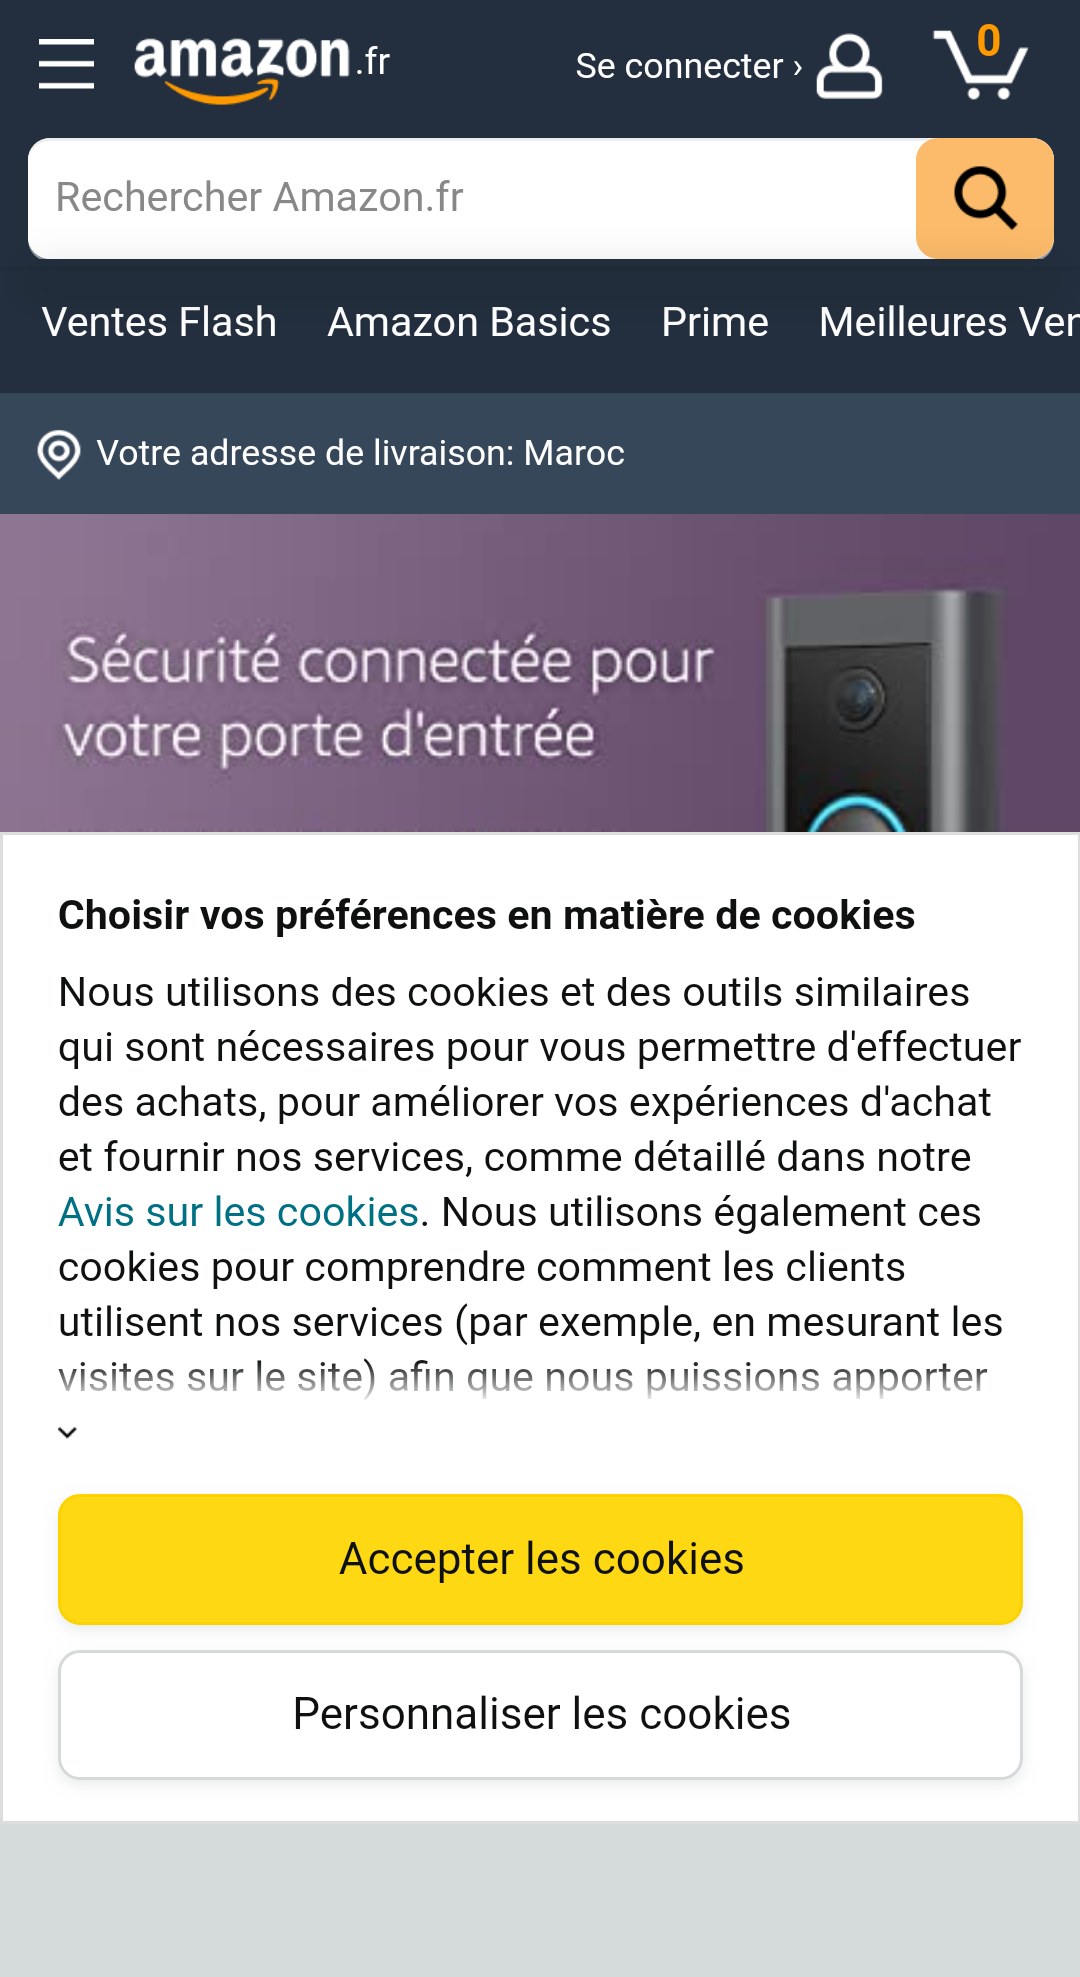 amazon.fr
Se connecter ›
0
Rechercher Amazon.fr
Ventes Flash Amazon Basics Prime Meilleures Ven
Votre adresse de livraison: Maroc
Sécurité connectée pour
votre porte d'entrée
Choisir vos préférences en matière de cookies
Nous utilisons des cookies et des outils similaires
qui sont nécessaires pour vous permettre d'effectuer
des achats, pour améliorer vos expériences d'achat
et fournir nos services, comme détaillé dans notre
Avis sur les cookies. Nous utilisons également ces
cookies pour comprendre comment les clients
utilisent nos services (par exemple, en mesurant les
visites sur le site) afin que nous puissions apporter
Accepter les cookies
Personnaliser les cookies